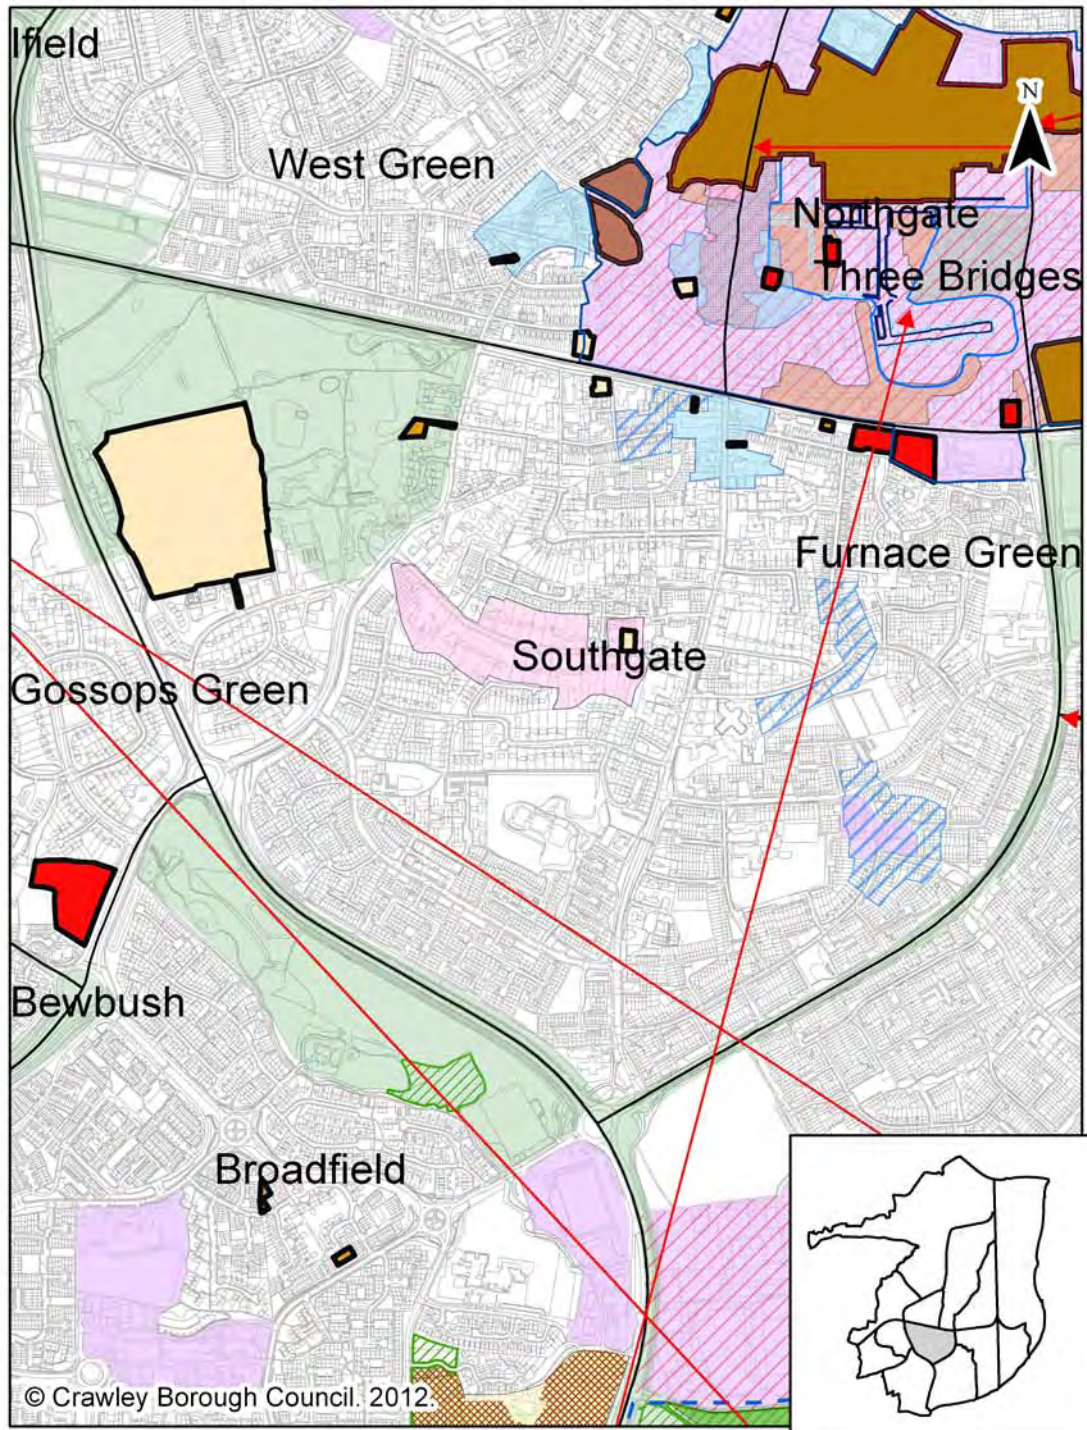 Ifield
N
West Green
Northgate
Three Bridges
Furnace Green
Southgate
Gossops Green
Bewbush
Broadfield
© Crawley Borough Council. 2012.